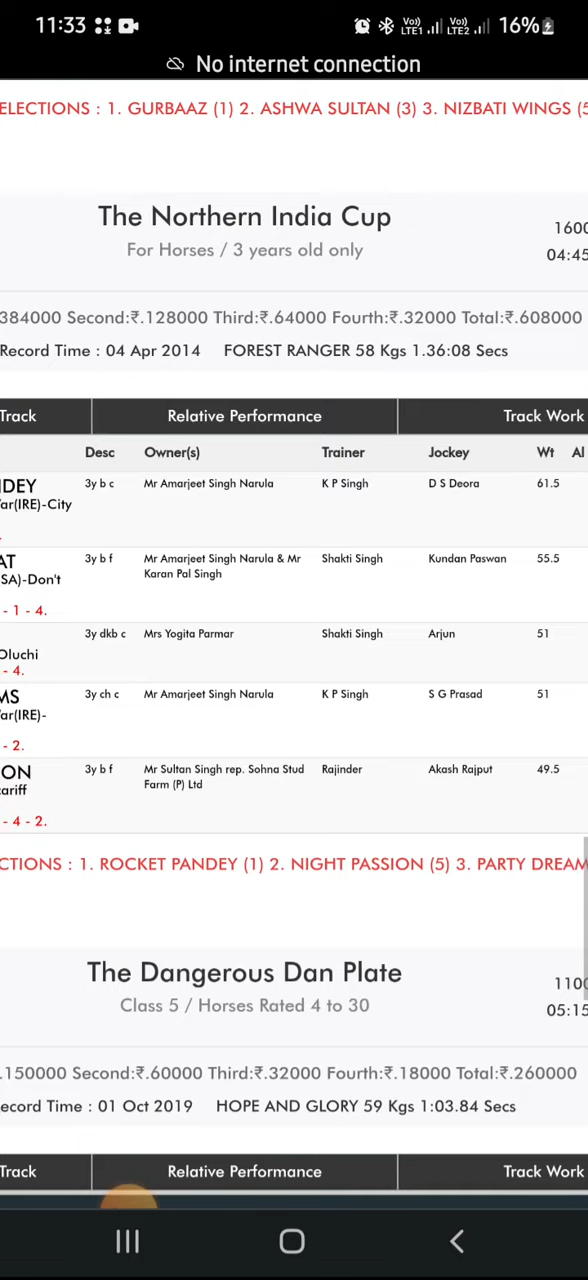 11:33 Vo) LTE1 Vo) LTE2 16%
No internet connection
ELECTIONS : 1. GURBAAZ (1) 2. ASHWA SULTAN (3) 3. NIZBATI WINGS (5
The Northern India Cup
For Horses / 3 years old only
1600
04:45
384000 Second:₹.128000 Third:₹.64000 Fourth:₹.32000 Total:₹.608000
Record Time : 04 Apr 2014 FOREST RANGER 58 Kgs 1.36:08 Secs
Track Relative Performance Track Work
Desc Owner(s) Trainer Jockey Wt Al
IDEY 3y b c Mr Amarjeet Singh Narula K P Singh D S Deora 61.5
ar(IRE)-City
AT 3y b f Mr Amarjeet Singh Narula & Mr Karan Pal Singh Shakti Singh Kundan Paswan 55.5
SA)-Don't
- 1 - 4.
3y dkb c Mrs Yogita Parmar Shakti Singh Arjun 51
Oluchi
- 4.
MS 3y ch c Mr Amarjeet Singh Narula K P Singh S G Prasad 51
ar(IRE)-
- 2.
ON 3y b f Mr Sultan Singh rep. Sohna Stud Farm (P) Ltd Rajinder Akash Rajput 49.5
cariff
- 4 - 2.
CTIONS : 1. ROCKET PANDEY (1) 2. NIGHT PASSION (5) 3. PARTY DREAM
The Dangerous Dan Plate
Class 5 / Horses Rated 4 to 30
1100
05:15
.150000 Second:₹.60000 Third:₹.32000 Fourth:₹.18000 Total:₹.260000
ecord Time : 01 Oct 2019 HOPE AND GLORY 59 Kgs 1:03.84 Secs
Track Relative Performance Track Work